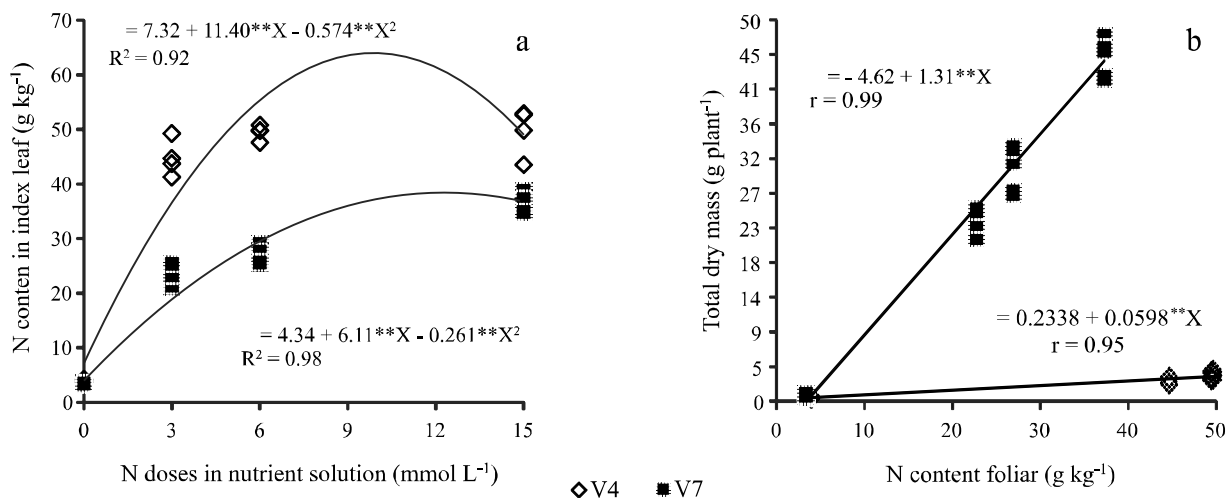 a
= 7.32 + 11.40**X - 0.574**X²
R² = 0.92
70
60
50
40
30
20
10
0
N conten in index leaf (g kg⁻¹)
= 4.34 + 6.11**X - 0.261**X²
R² = 0.98
0 3 6 9 12 15
N doses in nutrient solution (mmol L⁻¹)
b
= - 4.62 + 1.31**X
r = 0.99
50
45
41
36
32
27
23
18
14
9
5
0
Total dry mass (g plant⁻¹)
= 0.2338 + 0.0598**X
r = 0.95
0 10 20 30 40 50
N content foliar (g kg⁻¹)
V4 V7